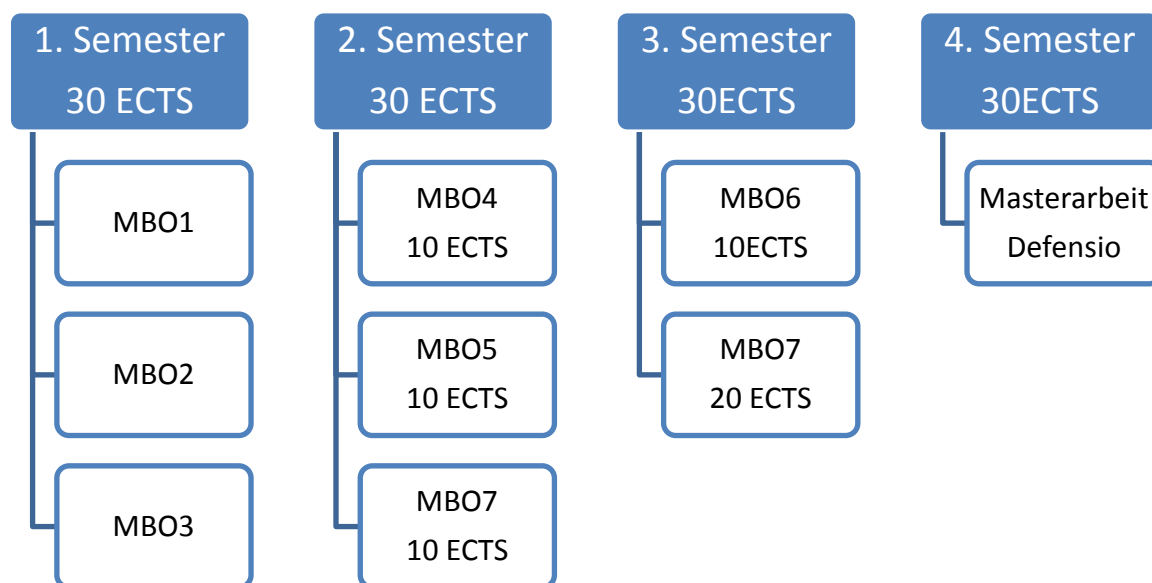 1. Semester
30 ECTS
MBO1
MBO2
MBO3
2. Semester
30 ECTS
MBO4
10 ECTS
MBO5
10 ECTS
MBO7
10 ECTS
3. Semester
30ECTS
MBO6
10ECTS
MBO7
20 ECTS
4. Semester
30ECTS
Masterarbeit
Defensio